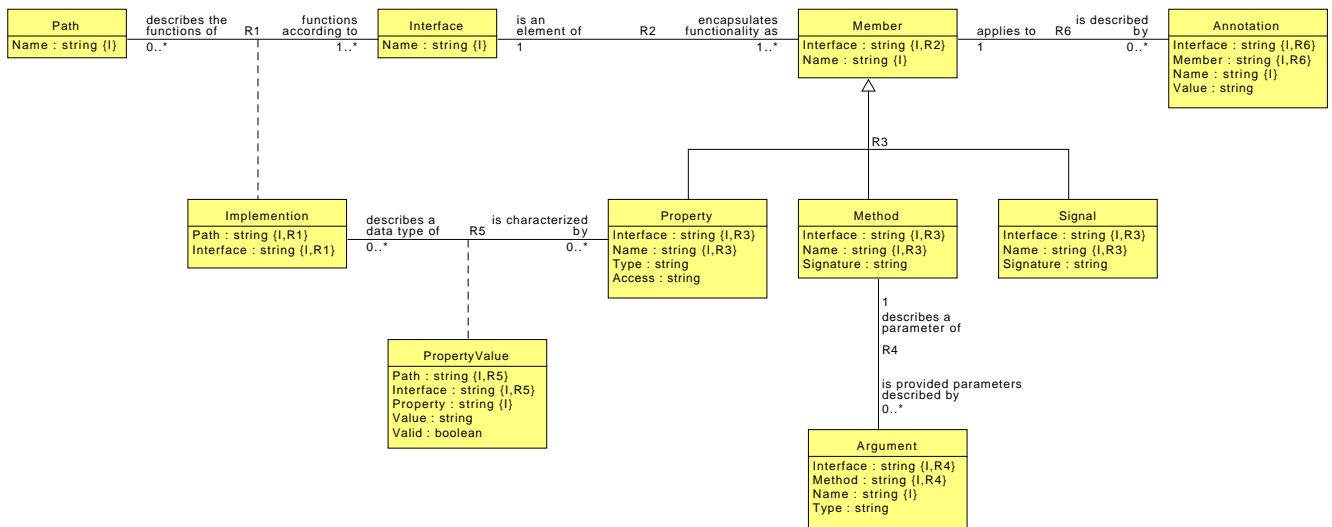 Path
Name : string {I}
describes the
functions of
0..*
R1
functions
according to
1..*
Interface
Name : string {I}
is an
element of
1
R2
encapsulates
functionality as
1..*
Member
Interface : string {I,R2}
Name : string {I}
applies to
1
R6
is described
by
0..*
Annotation
Interface : string {I,R6}
Member : string {I,R6}
Name : string {I}
Value : string
R3
Implemention
Path : string {I,R1}
Interface : string {I,R1}
describes a
data type of
0..*
R5
is characterized
by
0..*
Property
Interface : string {I,R3}
Name : string {I,R3}
Type : string
Access : string
Method
Interface : string {I,R3}
Name : string {I,R3}
Signature : string
Signal
Interface : string {I,R3}
Name : string {I,R3}
Signature : string
1
describes a
parameter of
R4
is provided parameters
described by
0..*
PropertyValue
Path : string {I,R5}
Interface : string {I,R5}
Property : string {I}
Value : string
Valid : boolean
Argument
Interface : string {I,R4}
Method : string {I,R4}
Name : string {I}
Type : string